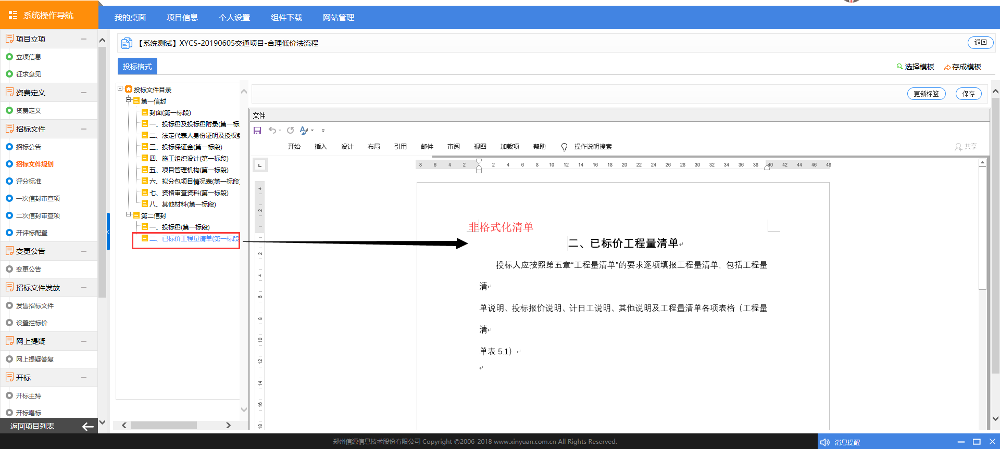 系统操作导航
我的桌面 项目信息 个人设置 组件下载 网站管理
项目立项
立项信息
征求意见
资费定义
资费定义
招标文件
招标公告
招标文件规划
评分标准
一次信封审查项
二次信封审查项
开评标配置
变更公告
变更公告
招标文件发放
发售招标文件
设置拦标价
网上提疑
网上提疑答复
开标
开标主持
开标唱标
返回项目列表
【系统测试】XYCS-20190605交通项目-合理低价法流程
返回
投标格式
选择模板 存成模板
投标文件目录
第一信封
封面(第一标段)
一、投标函及投标函附录(第一标
二、法定代表人身份证明及授权
三、投标保证金(第一标段)
四、施工组织设计(第一标段)
五、项目管理机构(第一标段)
六、拟分包项目情况表(第一标段
七、资格审查资料(第一标段)
八、其他材料(第一标段)
第二信封
一、投标函(第一标段)
二、已标价工程量清单(第一标段
更新标签 保存
文件
开始 插入 设计 布局 引用 邮件 审阅 视图 加载项 帮助 操作说明搜索 共享
8 6 4 2 2 4 6 8 10 12 14 16 18 20 22 24 26 28 30 32 34 36 38 40 42 44 46 48
4
2
2
4
6
8
10
12
14
16
18
非格式化清单
二、已标价工程量清单
投标人应按照第五章“工程量清单”的要求逐项填报工程量清单，包括工程量
清
单说明、投标报价说明、计日工说明、其他说明及工程量清单各项表格（工程量
清
单表 5.1）
郑州信源信息技术股份有限公司 Copyright ©2006-2018 www.xinyuan.com.cn All Rights Reserved.
消息提醒